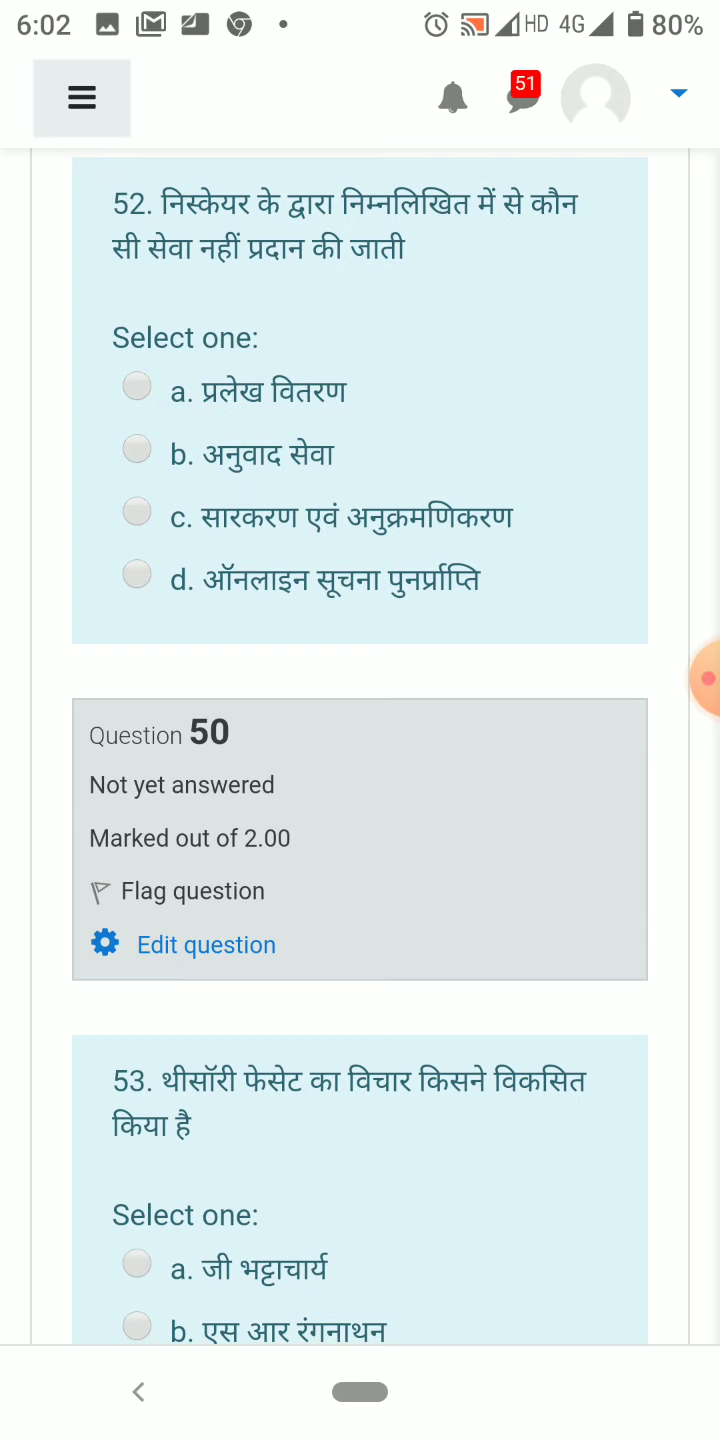 6:02 HD 4G 80%
51
52. निस्केयर के द्वारा निम्नलिखित में से कौन
सी सेवा नहीं प्रदान की जाती
Select one:
a. प्रलेख वितरण
b. अनुवाद सेवा
c. सारकरण एवं अनुक्रमणिकरण
d. ऑनलाइन सूचना पुनर्प्राप्ति
Question 50
Not yet answered
Marked out of 2.00
Flag question
Edit question
53. थीसॉरी फेसेट का विचार किसने विकसित
किया है
Select one:
a. जी भट्टाचार्य
b. एस आर रंगनाथन